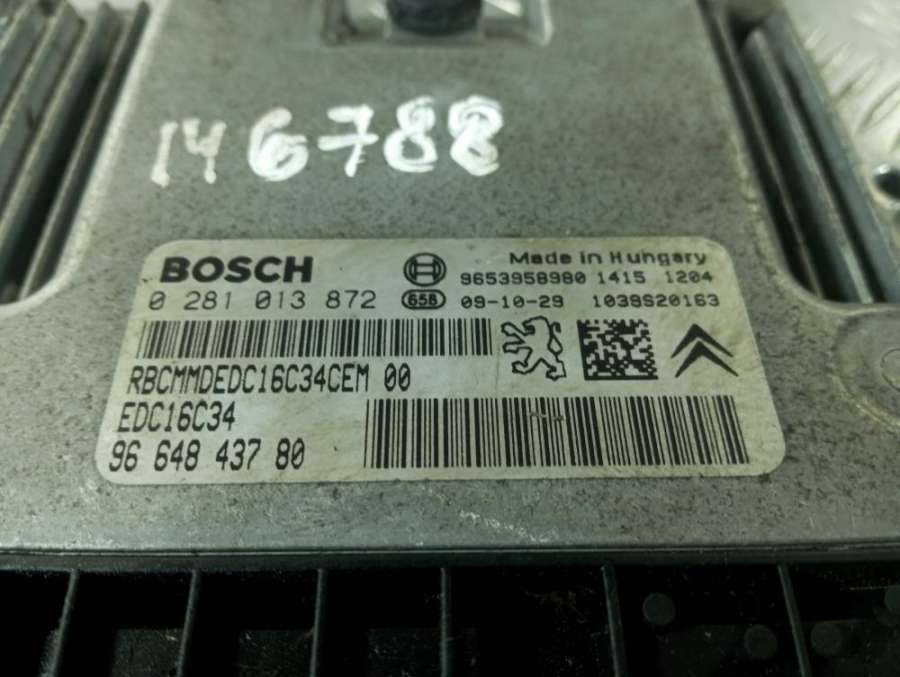 146788
BOSCH
Made in Hungary
9653958980 1415 1204
0 281 013 872 658 09-10-29 1039S20163
RBCMMDEDC16C34CEM 00
EDC16C34
96 648 437 80